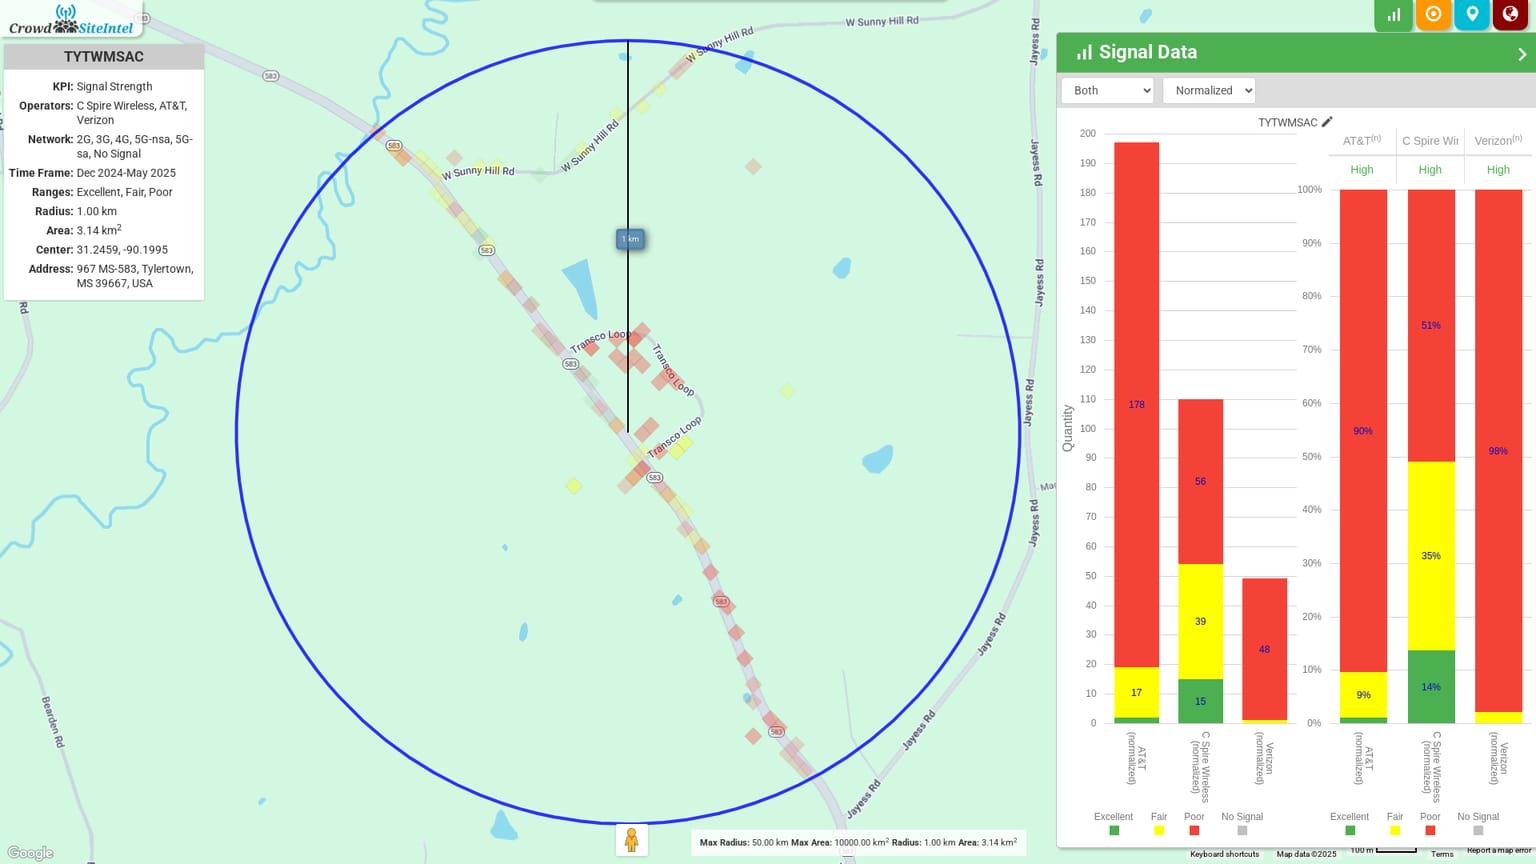 Crowd SiteIntel
TYTWMSAC
KPI: Signal Strength
Operators: C Spire Wireless, AT&T,
Verizon
Network: 2G, 3G, 4G, 5G-nsa, 5G-
sa, No Signal
Time Frame: Dec 2024-May 2025
Ranges: Excellent, Fair, Poor
Radius: 1.00 km
Area: 3.14 km²
Center: 31.2459, -90.1995
Address: 967 MS-583, Tylertown,
MS 39667, USA
583
W Sunny Hill Rd
W Sunny Hill Rd
Jayess Rd
583
583
W Sunny Hill Rd
W Sunny Hill Rd
Jayess Rd
583
1 km
Jayess Rd
Rd
Transco Loop
583
Transco Loop
Jayess Rd
Transco Loop
583
Jayess Rd
583
Jayess Rd
Bearden Rd
583
Jayess Rd
Jayess Rd
Google
Max Radius: 50.00 km Max Area: 10000.00 km² Radius: 1.00 km Area: 3.14 km²
Signal Data
Both
Normalized
TYTWMSAC
200
190
180
170
160
150
140
130
120
110
100
90
80
70
60
50
40
30
20
10
0
Quantity
178
17
56
39
15
48
AT&T
(normalized)
C Spire Wireless
(normalized)
Verizon
(normalized)
Excellent Fair Poor No Signal
AT&T(n) C Spire Wir Verizon(n)
High High High
100%
90%
80%
70%
60%
50%
40%
30%
20%
10%
0%
90%
9%
51%
35%
14%
98%
AT&T
(normalized)
C Spire Wireless
(normalized)
Verizon
(normalized)
Excellent Fair Poor No Signal
Keyboard shortcuts Map data ©2025 100 m Terms Report a map error